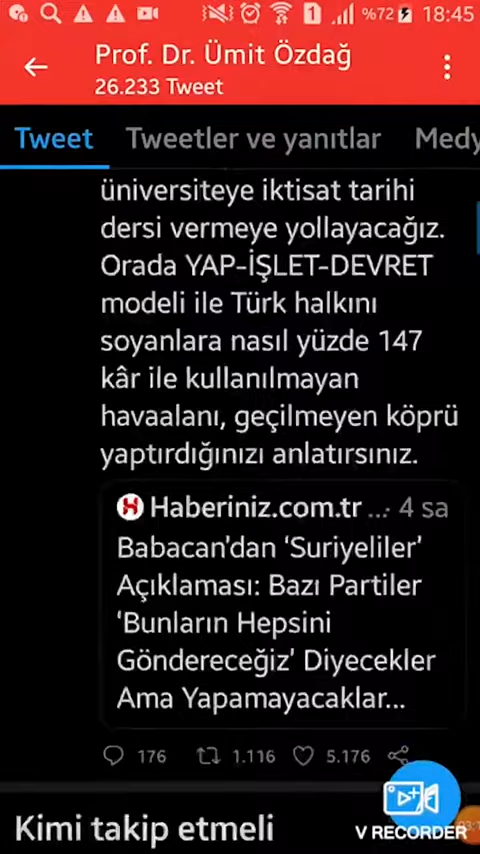 %72 18:45
Prof. Dr. Ümit Özdağ
26.233 Tweet
Tweet Tweetler ve yanıtlar Medy
üniversiteye iktisat tarihi
dersi vermeye yollayacağız.
Orada YAP-İŞLET-DEVRET
modeli ile Türk halkını
soyanlara nasıl yüzde 147
kâr ile kullanılmayan
havaalanı, geçilmeyen köprü
yaptırdığınızı anlatırsınız.
Haberiniz.com.tr ... · 4 sa
Babacan'dan 'Suriyeliler'
Açıklaması: Bazı Partiler
'Bunların Hepsini
Göndereceğiz' Diyecekler
Ama Yapamayacaklar...
176 1.116 5.176
Kimi takip etmeli
V RECORDER